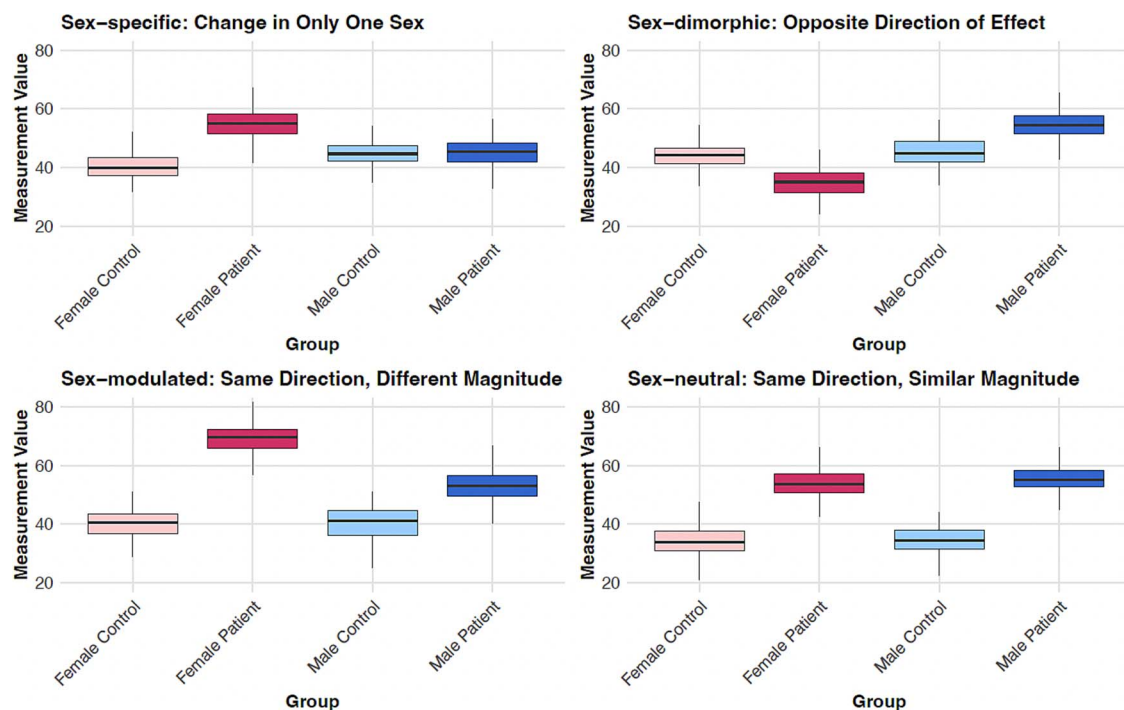 Sex-specific: Change in Only One Sex
Measurement Value
80
60
40
20
Female Control
Female Patient
Male Control
Male Patient
Group
Sex-dimorphic: Opposite Direction of Effect
Measurement Value
80
60
40
20
Female Control
Female Patient
Male Control
Male Patient
Group
Sex-modulated: Same Direction, Different Magnitude
Measurement Value
80
60
40
20
Female Control
Female Patient
Male Control
Male Patient
Group
Sex-neutral: Same Direction, Similar Magnitude
Measurement Value
80
60
40
20
Female Control
Female Patient
Male Control
Male Patient
Group